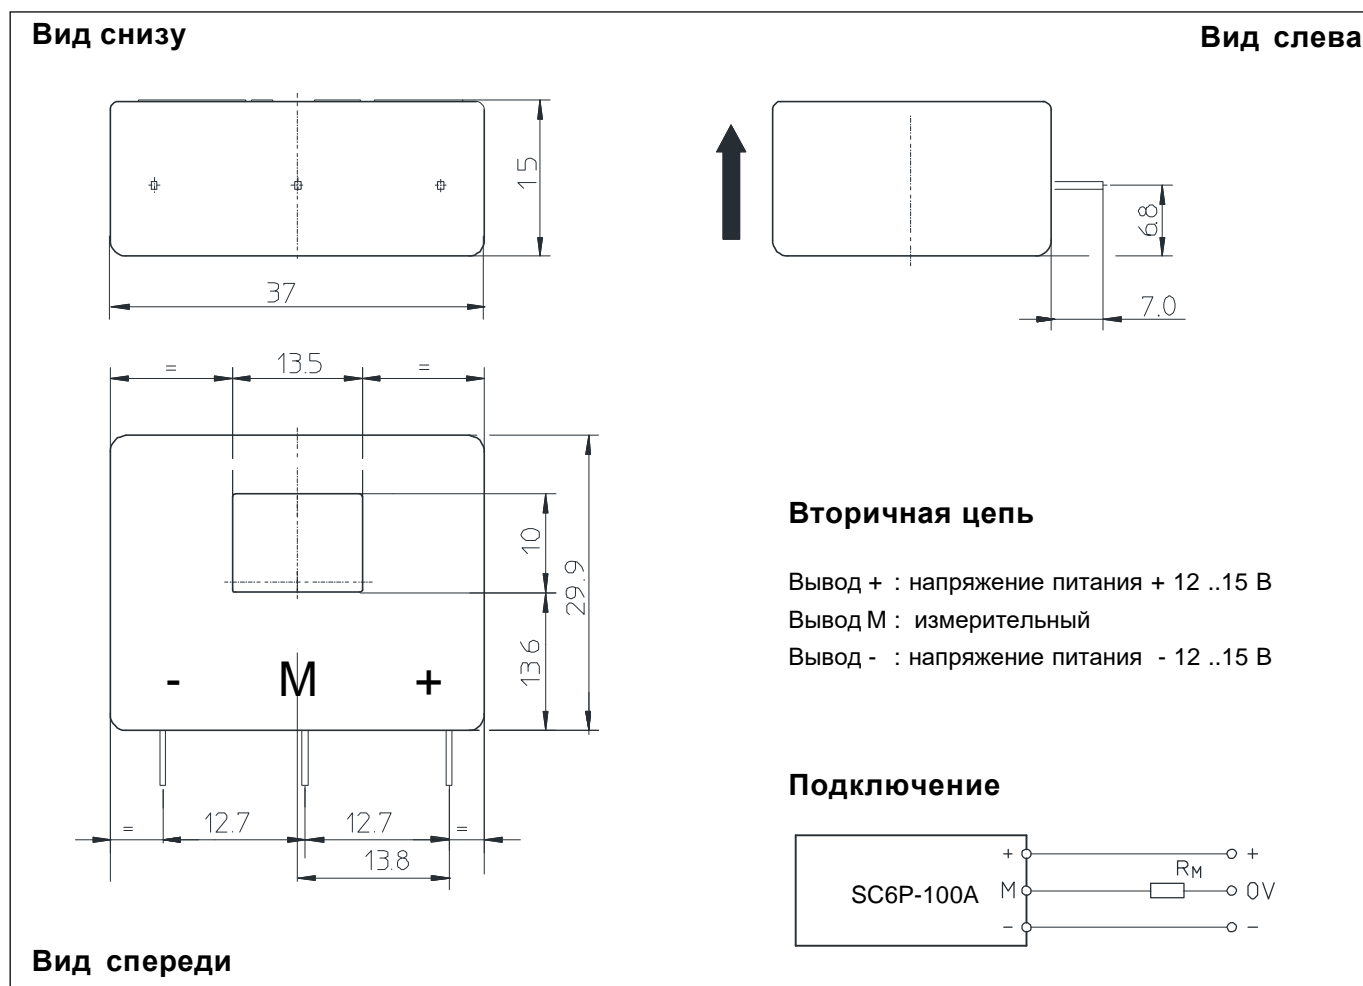 Вид снизу
Вид слева
15
37
6.8
7.0
= 13.5 =
10
29.9
13.6
- M +
= 12.7 12.7 =
13.8
Вид спереди
Вторичная цепь
Вывод + : напряжение питания + 12 ..15 В
Вывод М : измерительный
Вывод - : напряжение питания - 12 ..15 В
Подключение
SC6P-100A
+ +
M RM 0V
- -